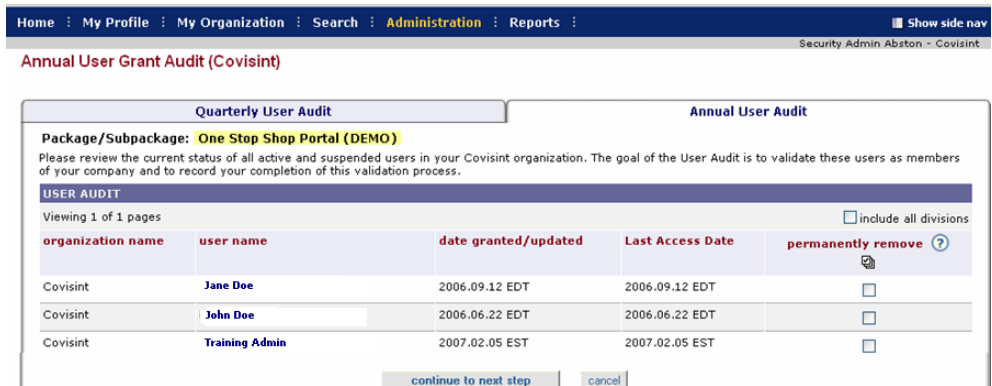 Home : My Profile : My Organization : Search : Administration : Reports : Show side nav
Security Admin Abston - Covisint
Annual User Grant Audit (Covisint)
Quarterly User Audit Annual User Audit
Package/Subpackage: One Stop Shop Portal (DEMO)
Please review the current status of all active and suspended users in your Covisint organization. The goal of the User Audit is to validate these users as members
of your company and to record your completion of this validation process.
USER AUDIT
Viewing 1 of 1 pages include all divisions
organization name user name date granted/updated Last Access Date permanently remove ?
Covisint Jane Doe 2006.09.12 EDT 2006.09.12 EDT
Covisint John Doe 2006.06.22 EDT 2006.06.22 EDT
Covisint Training Admin 2007.02.05 EST 2007.02.05 EST
continue to next step cancel